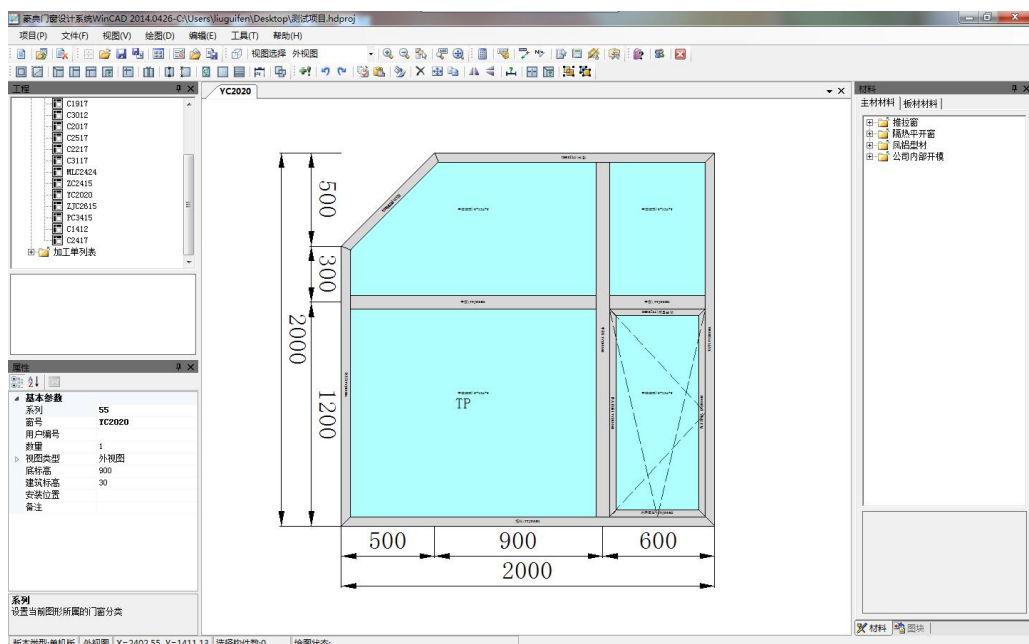 豪典门窗设计系统WinCAD 2014.0426-C:\Users\liuguifen\Desktop\测试项目.hdproj
项目(P) 文件(F) 视图(V) 绘图(D) 编辑(E) 工具(T) 帮助(H)
视图选择 外视图
工程
C1917
C3012
C2017
C2517
C2217
C3117
MLC2424
ZC2415
YC2020
ZJC2615
PC3415
C1412
C2417
加工单列表
属性
基本参数
系列 55
窗号 YC2020
用户编号
数量 1
视图类型 外视图
底标高 900
建筑标高 30
安装位置
备注
系列
设置当前图形所属的门窗分类
YC2020
500
300
2000
1200
TP
500 900 600
2000
材料
主材材料 板材材料
推拉窗
隔热平开窗
凤铝型材
公司内部开模
材料 图块
版本类型:单机版 外视图 X=2402.55, Y=1411.13 选择构件数:0 绘图状态: